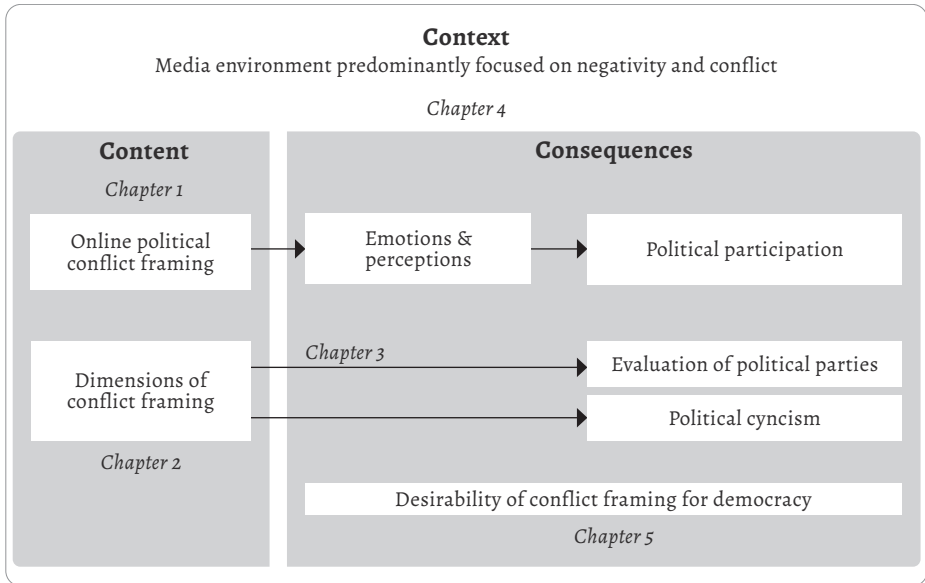 Context
Media environment predominantly focused on negativity and conflict
Chapter 4
Content
Chapter 1
Online political
conflict framing
Dimensions of
conflict framing
Chapter 2
Consequences
Emotions &
perceptions
Political participation
Chapter 3
Evaluation of political parties
Political cyncism
Desirability of conflict framing for democracy
Chapter 5